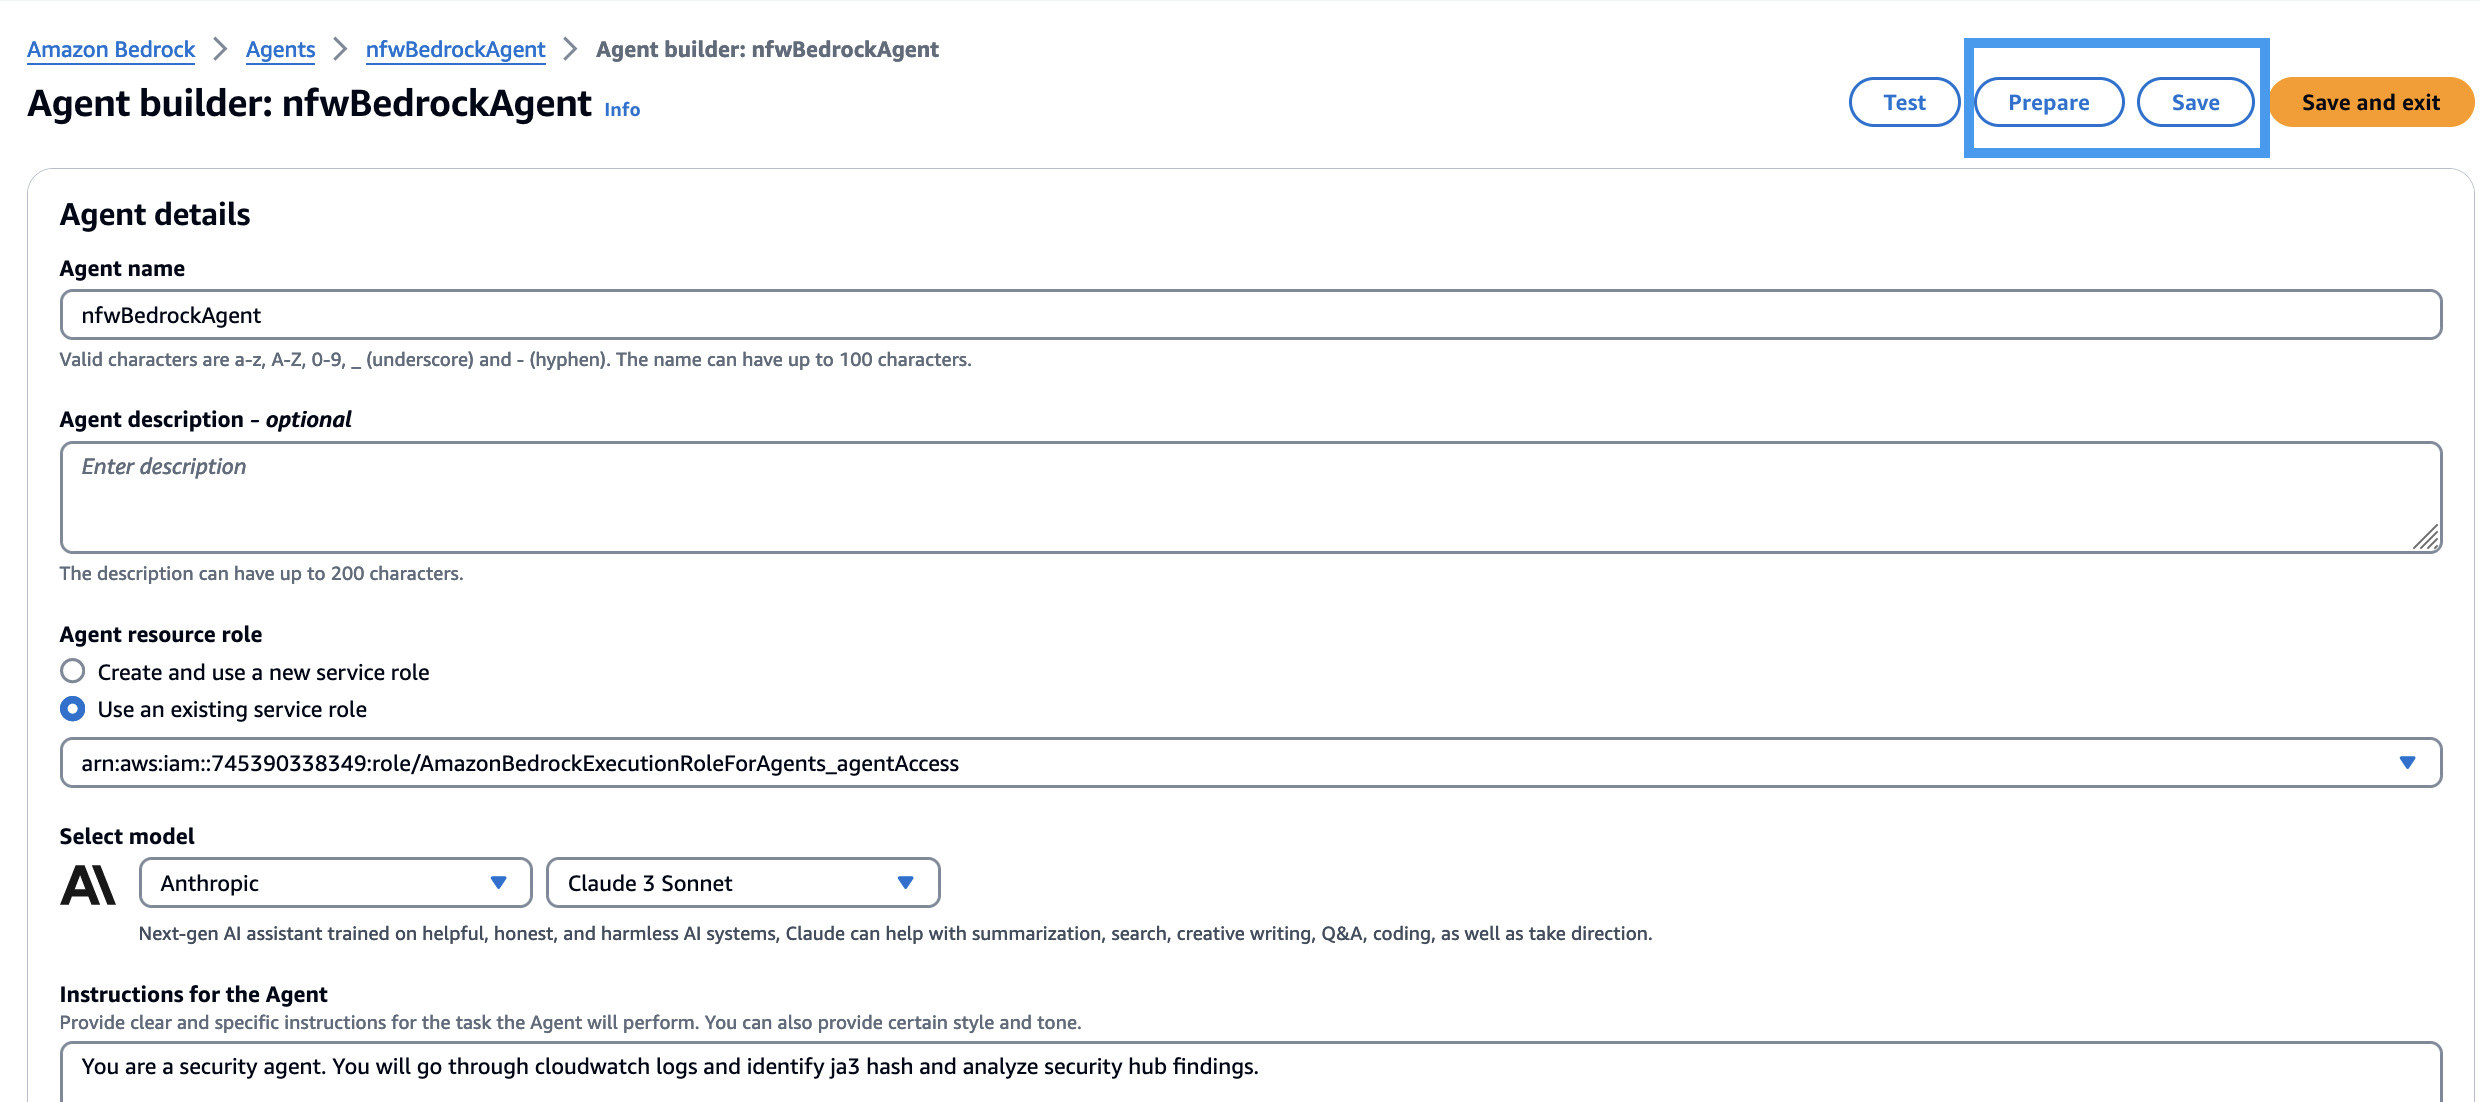 Amazon Bedrock > Agents > nfwBedrockAgent > Agent builder: nfwBedrockAgent
Agent builder: nfwBedrockAgent Info
Test Prepare Save Save and exit
Agent details
Agent name
nfwBedrockAgent
Valid characters are a-z, A-Z, 0-9, _ (underscore) and - (hyphen). The name can have up to 100 characters.
Agent description - optional
Enter description
The description can have up to 200 characters.
Agent resource role
Create and use a new service role
Use an existing service role
arn:aws:iam::745390338349:role/AmazonBedrockExecutionRoleForAgents_agentAccess
Select model
A\ Anthropic Claude 3 Sonnet
Next-gen AI assistant trained on helpful, honest, and harmless AI systems, Claude can help with summarization, search, creative writing, Q&A, coding, as well as take direction.
Instructions for the Agent
Provide clear and specific instructions for the task the Agent will perform. You can also provide certain style and tone.
You are a security agent. You will go through cloudwatch logs and identify ja3 hash and analyze security hub findings.